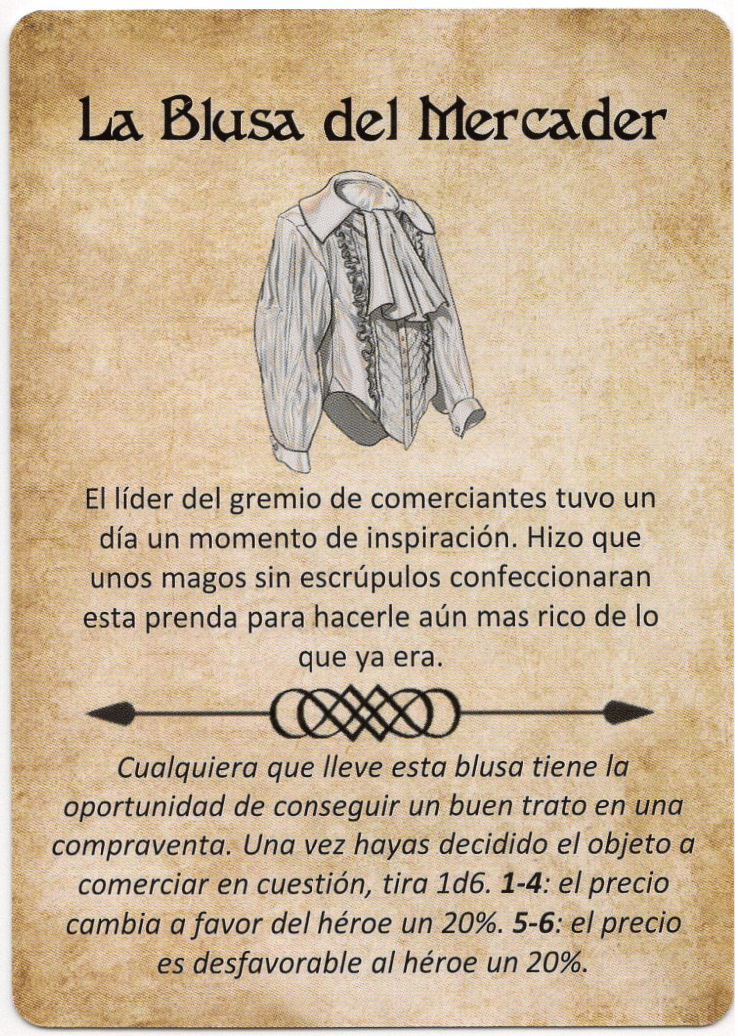 La Blusa del Mercader
El líder del gremio de comerciantes tuvo un
día un momento de inspiración. Hizo que
unos magos sin escrúpulos confeccionaran
esta prenda para hacerle aún mas rico de lo
que ya era.
Cualquiera que lleve esta blusa tiene la
oportunidad de conseguir un buen trato en una
compraventa. Una vez hayas decidido el objeto a
comerciar en cuestión, tira 1d6. 1-4: el precio
cambia a favor del héroe un 20%. 5-6: el precio
es desfavorable al héroe un 20%.